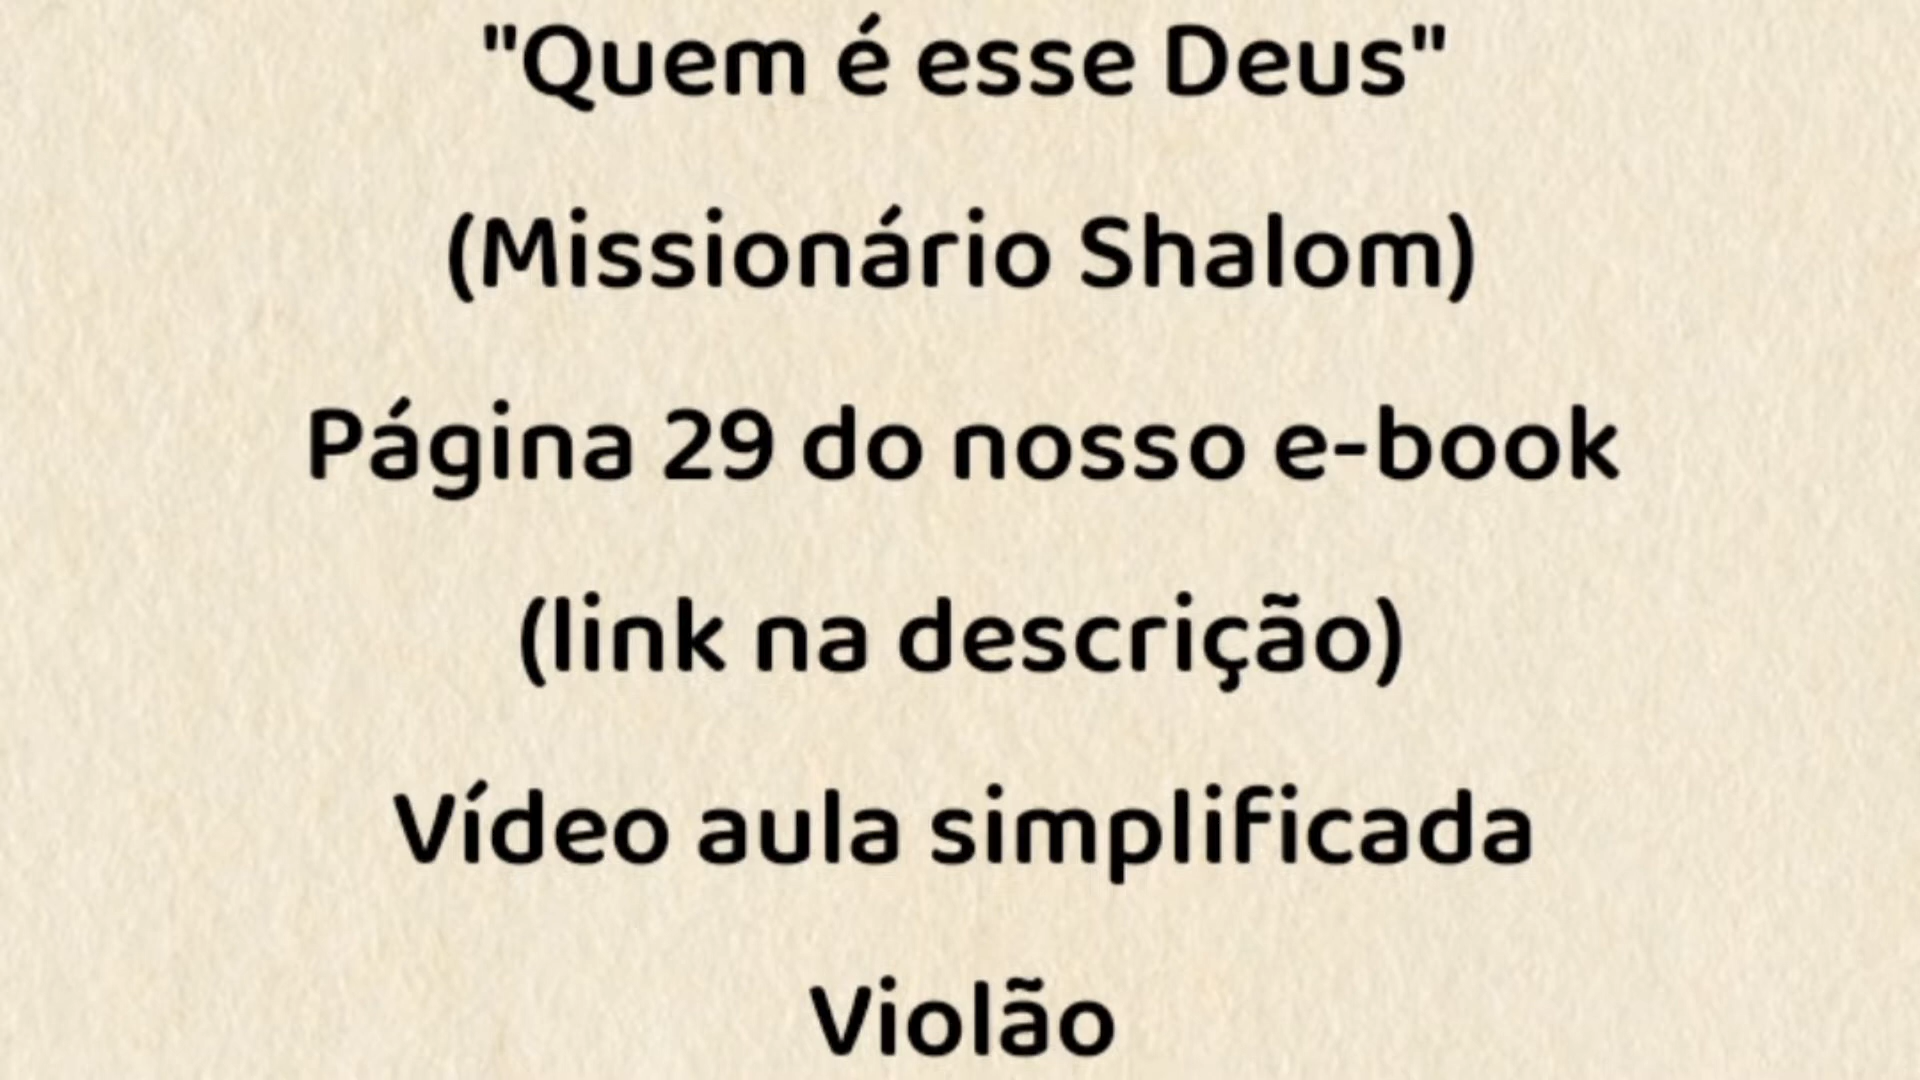 "Quem é esse Deus"
(Missionário Shalom)
Página 29 do nosso e-book
(link na descrição)
Vídeo aula simplificada
Violão